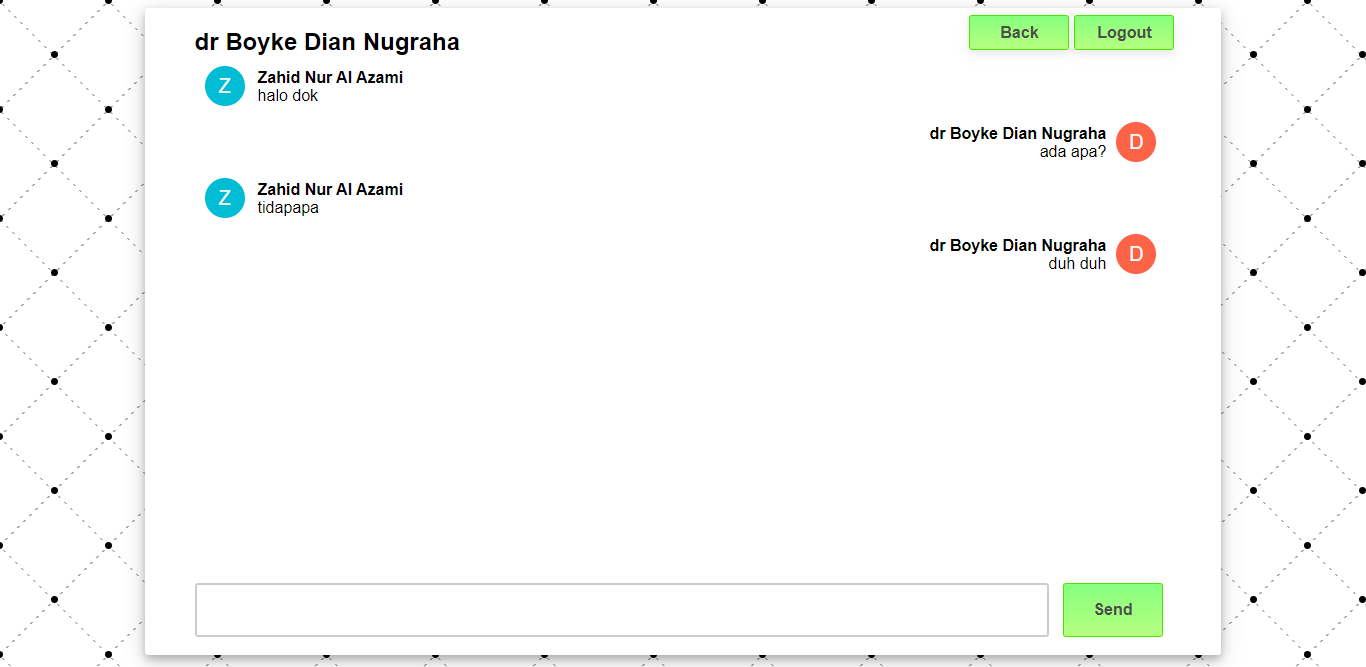 dr Boyke Dian Nugraha
Back
Logout
Z
Zahid Nur Al Azami
halo dok
dr Boyke Dian Nugraha
ada apa?
D
Z
Zahid Nur Al Azami
tidapapa
dr Boyke Dian Nugraha
duh duh
D
Send